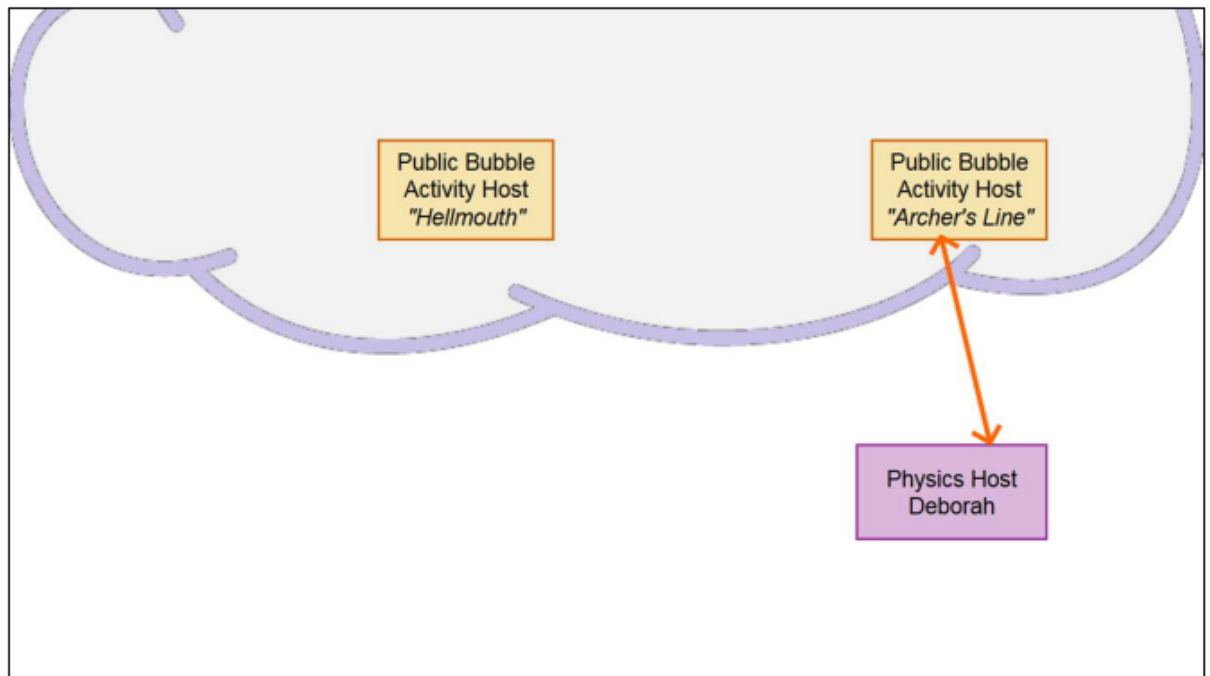 Public Bubble
Activity Host
"Hellmouth"
Public Bubble
Activity Host
"Archer's Line"
Physics Host
Deborah